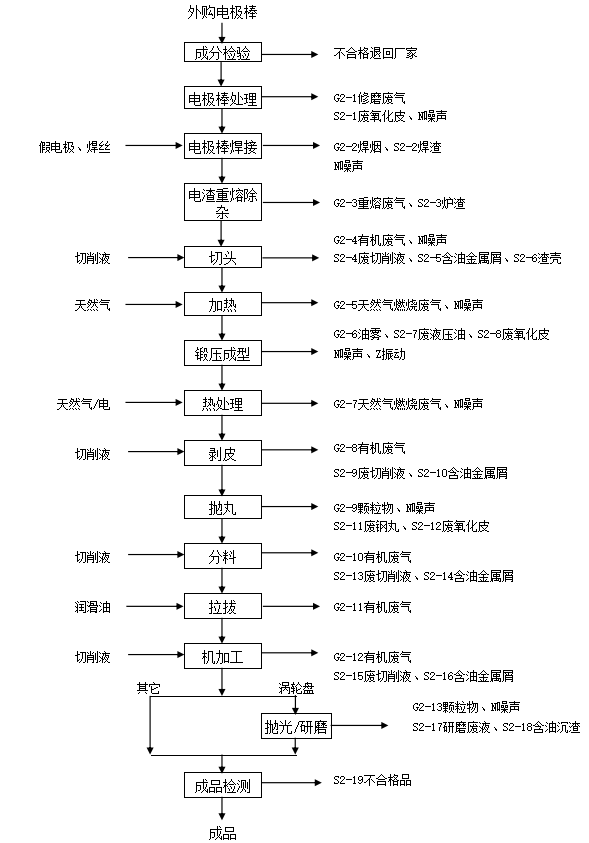 外购电极棒
成分检验
不合格退回厂家
电极棒处理
G2-1修磨废气
S2-1废氧化皮、N噪声
假电极、焊丝
电极棒焊接
G2-2焊烟、S2-2焊渣
N噪声
电渣重熔除
杂
G2-3重熔废气、S2-3炉渣
切削液
切头
G2-4有机废气、N噪声
S2-4废切削液、S2-5含油金属屑、S2-6渣壳
天然气
加热
G2-5天然气燃烧废气、N噪声
锻压成型
G2-6油雾、S2-7废液压油、S2-8废氧化皮
N噪声、Z振动
天然气/电
热处理
G2-7天然气燃烧废气、N噪声
切削液
剥皮
G2-8有机废气
S2-9废切削液、S2-10含油金属屑
抛丸
G2-9颗粒物、N噪声
S2-11废钢丸、S2-12废氧化皮
切削液
分料
G2-10有机废气
S2-13废切削液、S2-14含油金属屑
润滑油
拉拔
G2-11有机废气
切削液
机加工
G2-12有机废气
S2-15废切削液、S2-16含油金属屑
其它
涡轮盘
抛光/研磨
G2-13颗粒物、N噪声
S2-17研磨废液、S2-18含油沉渣
成品检测
S2-19不合格品
成品